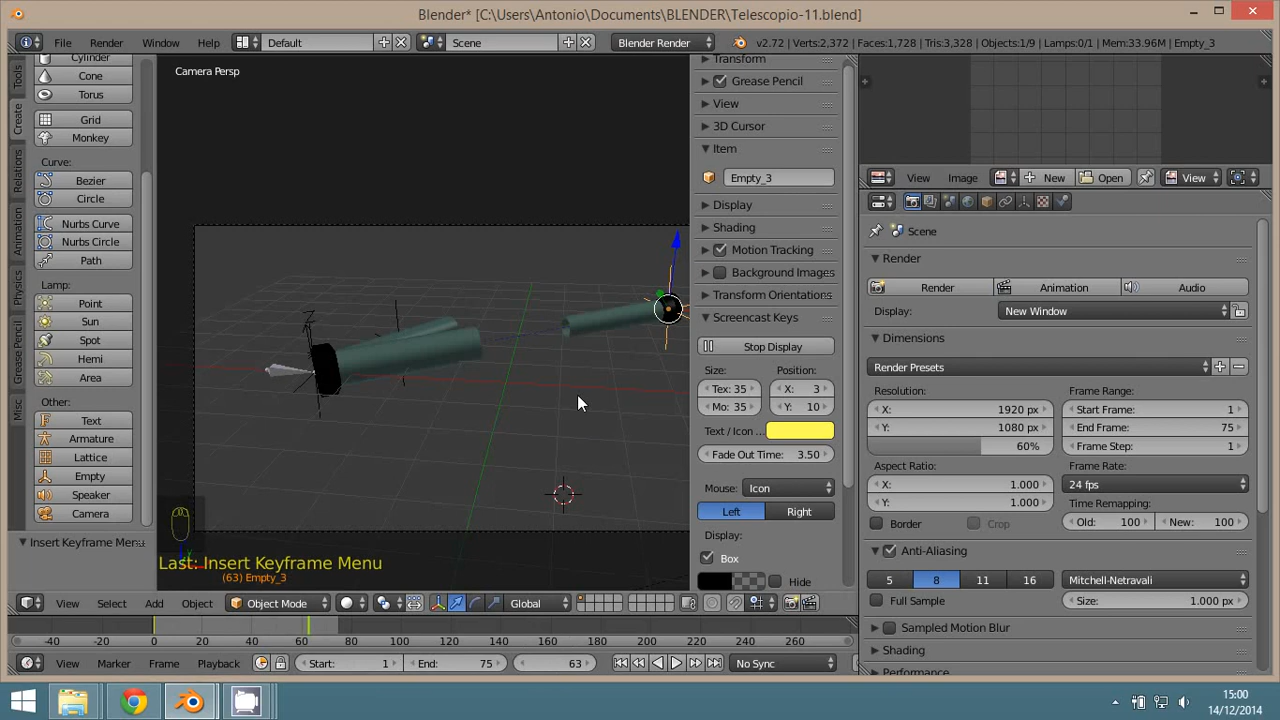 Blender* [C:\Users\Antonio\Documents\BLENDER\Telescopio-11.blend]
File Render Window Help Default Scene Blender Render v2.72 | Verts:2,372 | Faces:1,728 | Tris:3,328 | Objects:1/9 | Lamps:0/1 | Mem:33.96M | Empty_3
Tools
Create
Relations
Animation
Physics
Grease Pencil
Misc
Cylinder
Cone
Torus
Grid
Monkey
Curve:
Bezier
Circle
Nurbs Curve
Nurbs Circle
Path
Lamp:
Point
Sun
Spot
Hemi
Area
Other:
Text
Armature
Lattice
Empty
Speaker
Camera
Insert Keyframe Menu
Camera Persp
Z
y
Last: Insert Keyframe Menu
(63) Empty_3
Transform
Grease Pencil
View
3D Cursor
Item
Empty_3
Display
Shading
Motion Tracking
Background Images
Transform Orientations
Screencast Keys
Stop Display
Size: Position:
Tex: 35 X: 3
Mo: 35 Y: 10
Text / Icon ...
Fade Out Time: 3.50
Mouse: Icon
Left Right
Display:
Box
Hide
View Select Add Object Object Mode Global
-40 -20 0 20 40 60 80 100 120 140 160 180 200 220 240 260
View Marker Frame Playback Start: 1 End: 75 63 No Sync
View Image New Open View
Scene
Render
Render Animation Audio
Display: New Window
Dimensions
Render Presets
Resolution: Frame Range:
X: 1920 px Start Frame: 1
Y: 1080 px End Frame: 75
60% Frame Step: 1
Aspect Ratio: Frame Rate:
X: 1.000 24 fps
Y: 1.000 Time Remapping:
Border Crop Old: 100 New: 100
Anti-Aliasing
5 8 11 16 Mitchell-Netravali
Full Sample Size: 1.000 px
Sampled Motion Blur
Shading
Performance
15:00
14/12/2014